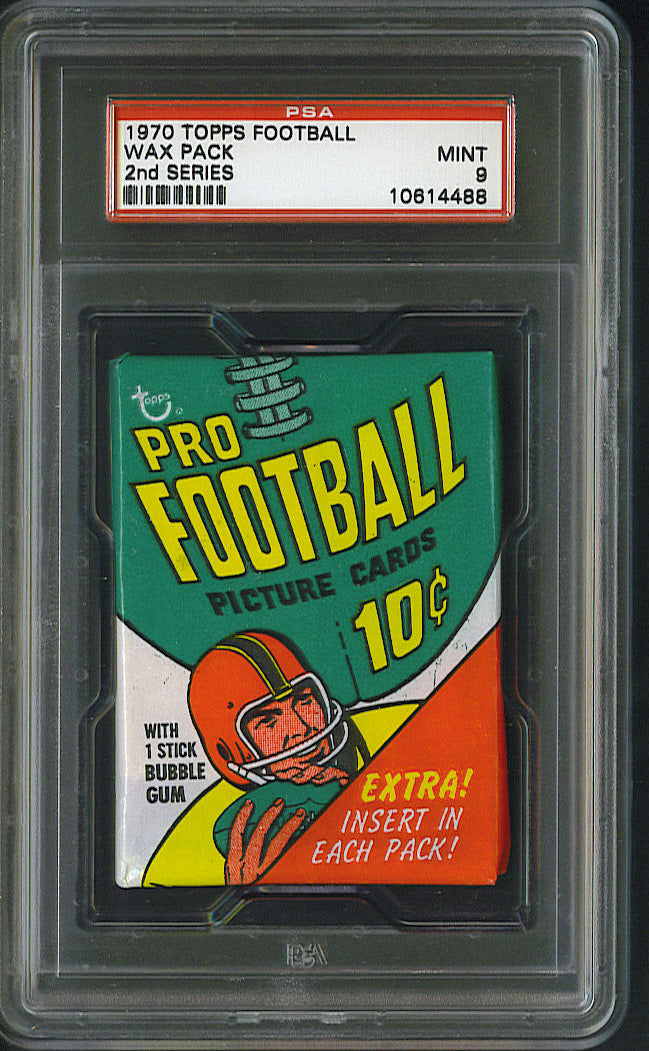 PSA
1970 TOPPS FOOTBALL
WAX PACK MINT
2nd SERIES 9
10614488
Topps
PRO
FOOTBALL
PICTURE CARDS
10¢
WITH
1 STICK
BUBBLE
GUM
EXTRA!
INSERT IN
EACH PACK!
PSA